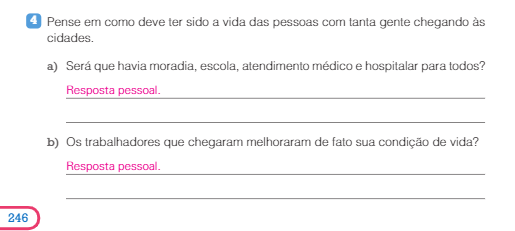 4 Pense em como deve ter sido a vida das pessoas com tanta gente chegando às
cidades.
a) Será que havia moradia, escola, atendimento médico e hospitalar para todos?
Resposta pessoal.
b) Os trabalhadores que chegaram melhoraram de fato sua condição de vida?
Resposta pessoal.
246